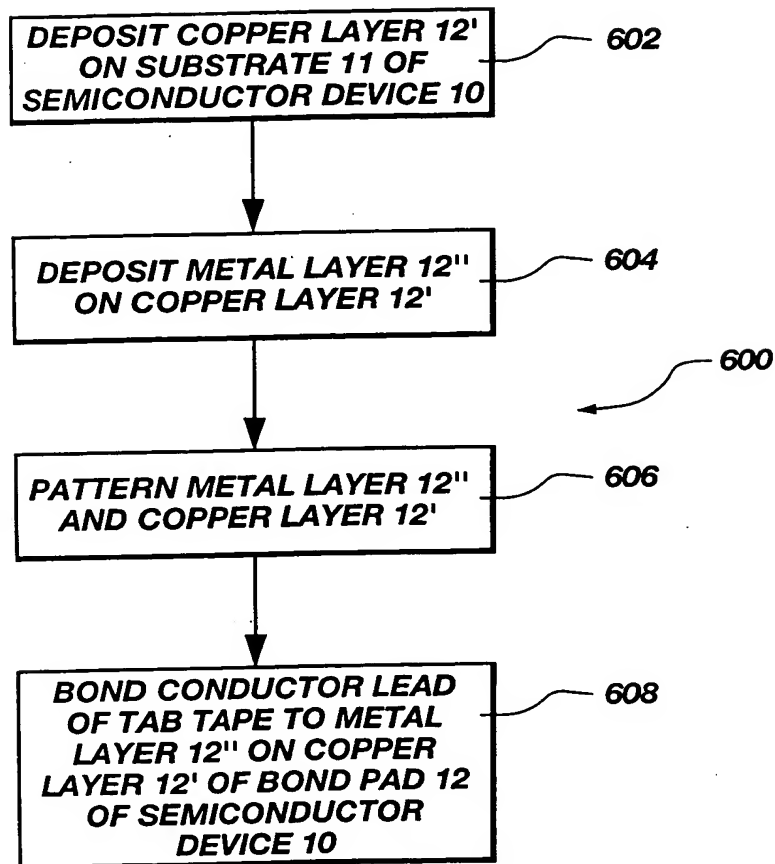 DEPOSIT COPPER LAYER 12'
ON SUBSTRATE 11 OF
SEMICONDUCTOR DEVICE 10
602
DEPOSIT METAL LAYER 12"
ON COPPER LAYER 12'
604
600
PATTERN METAL LAYER 12"
AND COPPER LAYER 12'
606
BOND CONDUCTOR LEAD
OF TAB TAPE TO METAL
LAYER 12" ON COPPER
LAYER 12' OF BOND PAD 12
OF SEMICONDUCTOR
DEVICE 10
608